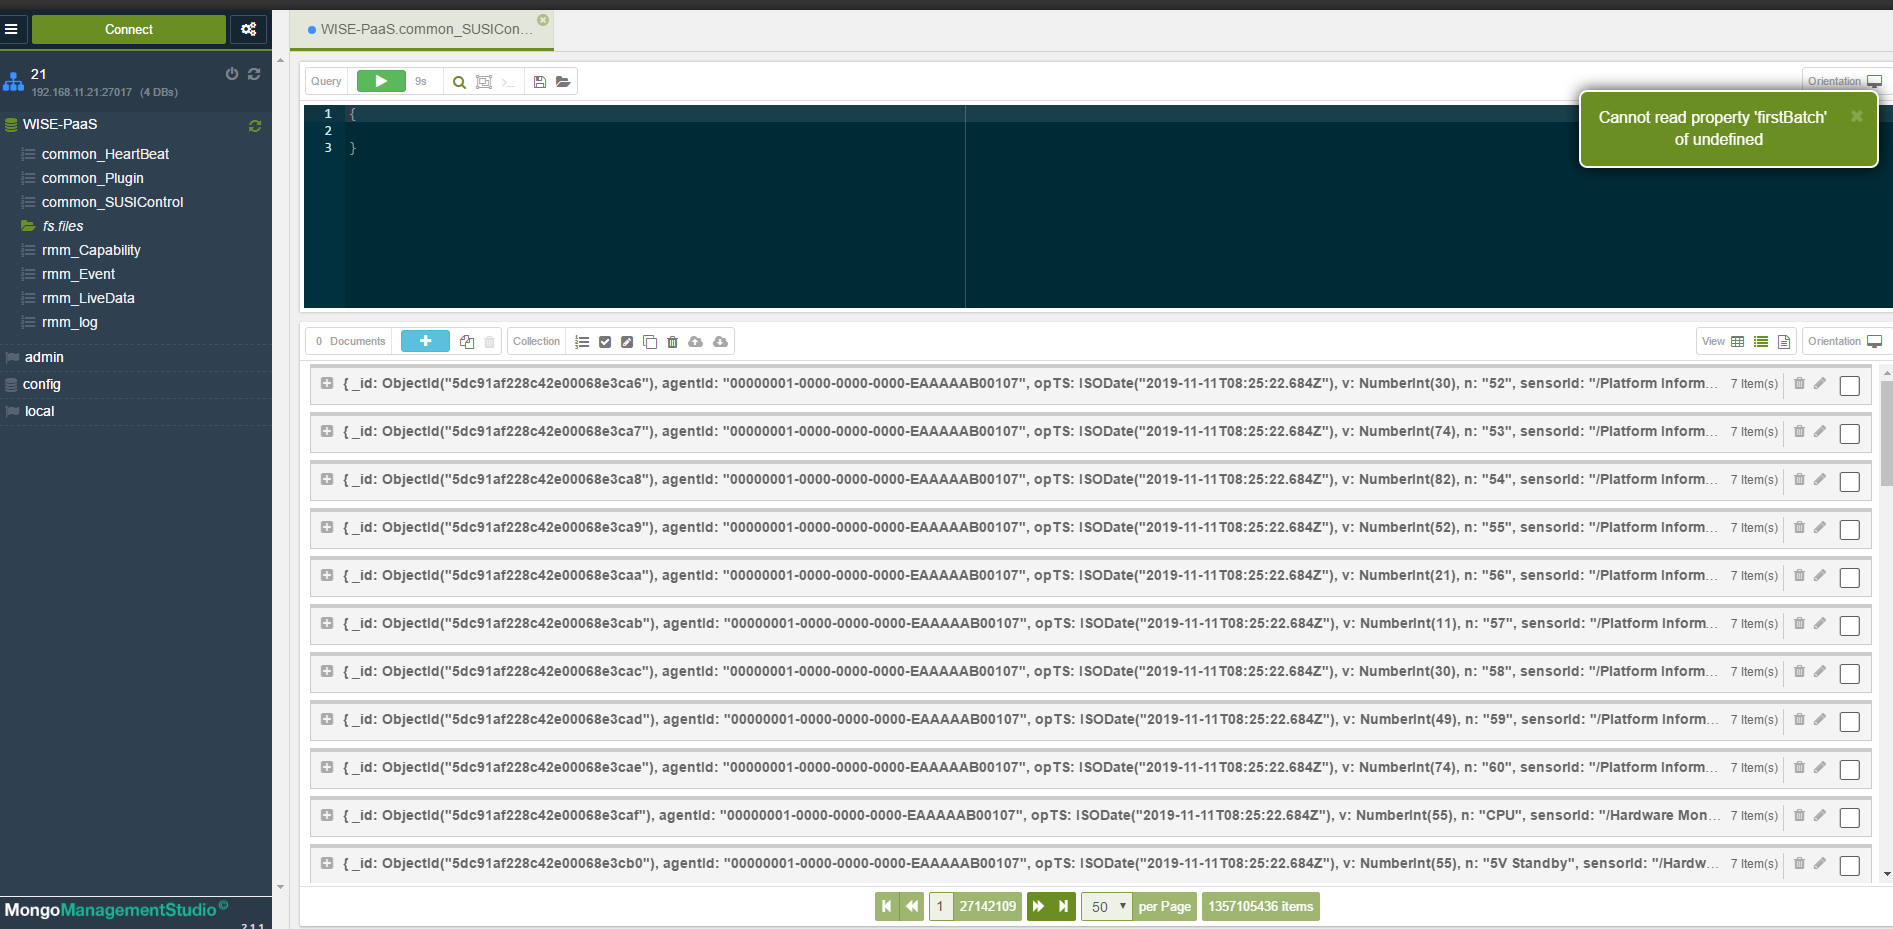 Connect
WISE-PaaS.common_SUSICon...
21
192.168.11.21:27017 (4 DBs)
WISE-PaaS
common_HeartBeat
common_Plugin
common_SUSIControl
fs.files
rmm_Capability
rmm_Event
rmm_LiveData
rmm_log
admin
config
local
MongoManagementStudio©
2.1.1
Query 9s
Orientation
1 {
2
3 }
Cannot read property 'firstBatch'
of undefined
0 Documents Collection View Orientation
{ _id: ObjectId("5dc91af228c42e00068e3ca6"), agentId: "00000001-0000-0000-0000-EAAAAAB00107", opTS: ISODate("2019-11-11T08:25:22.684Z"), v: NumberInt(30), n: "52", sensorId: "/Platform Inform... 7 Item(s)
{ _id: ObjectId("5dc91af228c42e00068e3ca7"), agentId: "00000001-0000-0000-0000-EAAAAAB00107", opTS: ISODate("2019-11-11T08:25:22.684Z"), v: NumberInt(74), n: "53", sensorId: "/Platform Inform... 7 Item(s)
{ _id: ObjectId("5dc91af228c42e00068e3ca8"), agentId: "00000001-0000-0000-0000-EAAAAAB00107", opTS: ISODate("2019-11-11T08:25:22.684Z"), v: NumberInt(82), n: "54", sensorId: "/Platform Inform... 7 Item(s)
{ _id: ObjectId("5dc91af228c42e00068e3ca9"), agentId: "00000001-0000-0000-0000-EAAAAAB00107", opTS: ISODate("2019-11-11T08:25:22.684Z"), v: NumberInt(52), n: "55", sensorId: "/Platform Inform... 7 Item(s)
{ _id: ObjectId("5dc91af228c42e00068e3caa"), agentId: "00000001-0000-0000-0000-EAAAAAB00107", opTS: ISODate("2019-11-11T08:25:22.684Z"), v: NumberInt(21), n: "56", sensorId: "/Platform Inform... 7 Item(s)
{ _id: ObjectId("5dc91af228c42e00068e3cab"), agentId: "00000001-0000-0000-0000-EAAAAAB00107", opTS: ISODate("2019-11-11T08:25:22.684Z"), v: NumberInt(11), n: "57", sensorId: "/Platform Inform... 7 Item(s)
{ _id: ObjectId("5dc91af228c42e00068e3cac"), agentId: "00000001-0000-0000-0000-EAAAAAB00107", opTS: ISODate("2019-11-11T08:25:22.684Z"), v: NumberInt(30), n: "58", sensorId: "/Platform Inform... 7 Item(s)
{ _id: ObjectId("5dc91af228c42e00068e3cad"), agentId: "00000001-0000-0000-0000-EAAAAAB00107", opTS: ISODate("2019-11-11T08:25:22.684Z"), v: NumberInt(49), n: "59", sensorId: "/Platform Inform... 7 Item(s)
{ _id: ObjectId("5dc91af228c42e00068e3cae"), agentId: "00000001-0000-0000-0000-EAAAAAB00107", opTS: ISODate("2019-11-11T08:25:22.684Z"), v: NumberInt(74), n: "60", sensorId: "/Platform Inform... 7 Item(s)
{ _id: ObjectId("5dc91af228c42e00068e3caf"), agentId: "00000001-0000-0000-0000-EAAAAAB00107", opTS: ISODate("2019-11-11T08:25:22.684Z"), v: NumberInt(55), n: "CPU", sensorId: "/Hardware Mon... 7 Item(s)
{ _id: ObjectId("5dc91af228c42e00068e3cb0"), agentId: "00000001-0000-0000-0000-EAAAAAB00107", opTS: ISODate("2019-11-11T08:25:22.684Z"), v: NumberInt(55), n: "5V Standby", sensorId: "/Hardw... 7 Item(s)
1 27142109 50 per Page 1357105436 items